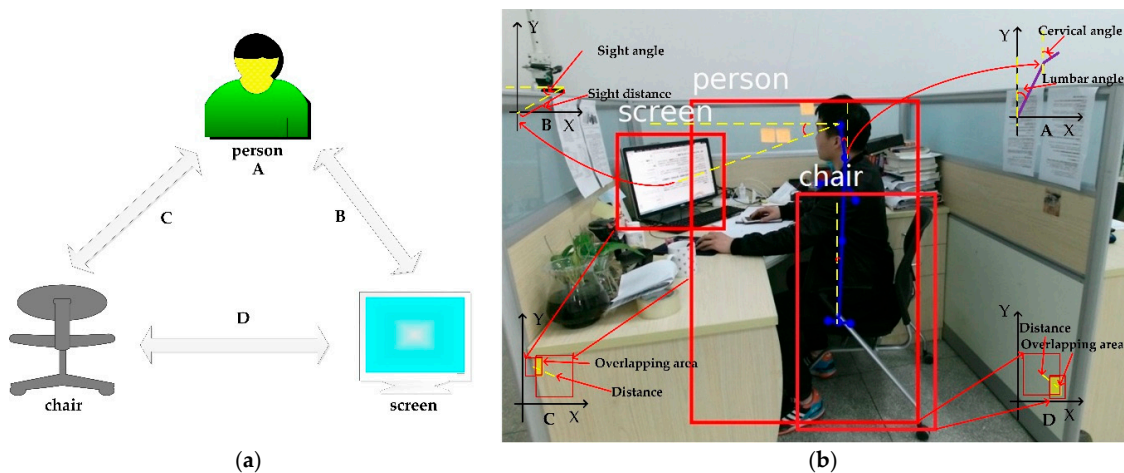 person
A
C
B
D
chair
screen
(a)
Y
Sight angle
Sight distance
B
X
person
screen
chair
Y
Cervical angle
Lumbar angle
A
X
Y
Overlapping area
Distance
C
X
Y
Distance
Overlapping area
D
X
(b)